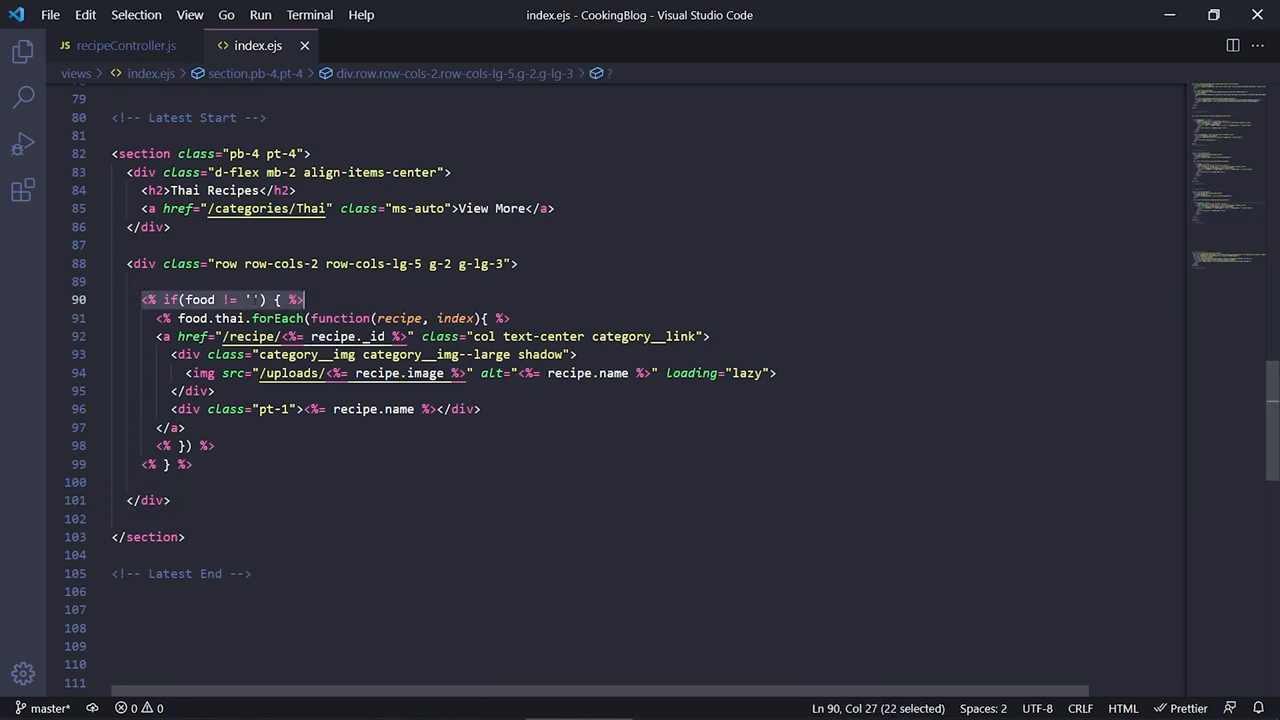 File Edit Selection View Go Run Terminal Help index.ejs - CookingBlog - Visual Studio Code
JS recipeController.js <> index.ejs
views > <> index.ejs > section.pb-4.pt-4 > div.row.row-cols-2.row-cols-lg-5.g-2.g-lg-3 > ?
79
80 <!-- Latest Start -->
81
82 <section class="pb-4 pt-4">
83 <div class="d-flex mb-2 align-items-center">
84 <h2>Thai Recipes</h2>
85 <a href="/categories/Thai" class="ms-auto">View More</a>
86 </div>
87
88 <div class="row row-cols-2 row-cols-lg-5 g-2 g-lg-3">
89
90 <% if(food != '') { %>
91 <% food.thai.forEach(function(recipe, index){ %>
92 <a href="/recipe/<%= recipe._id %>" class="col text-center category__link">
93 <div class="category__img category__img--large shadow">
94 <img src="/uploads/<%= recipe.image %>" alt="<%= recipe.name %>" loading="lazy">
95 </div>
96 <div class="pt-1"><%= recipe.name %></div>
97 </a>
98 <% }) %>
99 <% } %>
100
101 </div>
102
103 </section>
104
105 <!-- Latest End -->
106
107
108
109
110
111
master* 0 0 Ln 90, Col 27 (22 selected) Spaces: 2 UTF-8 CRLF HTML Prettier